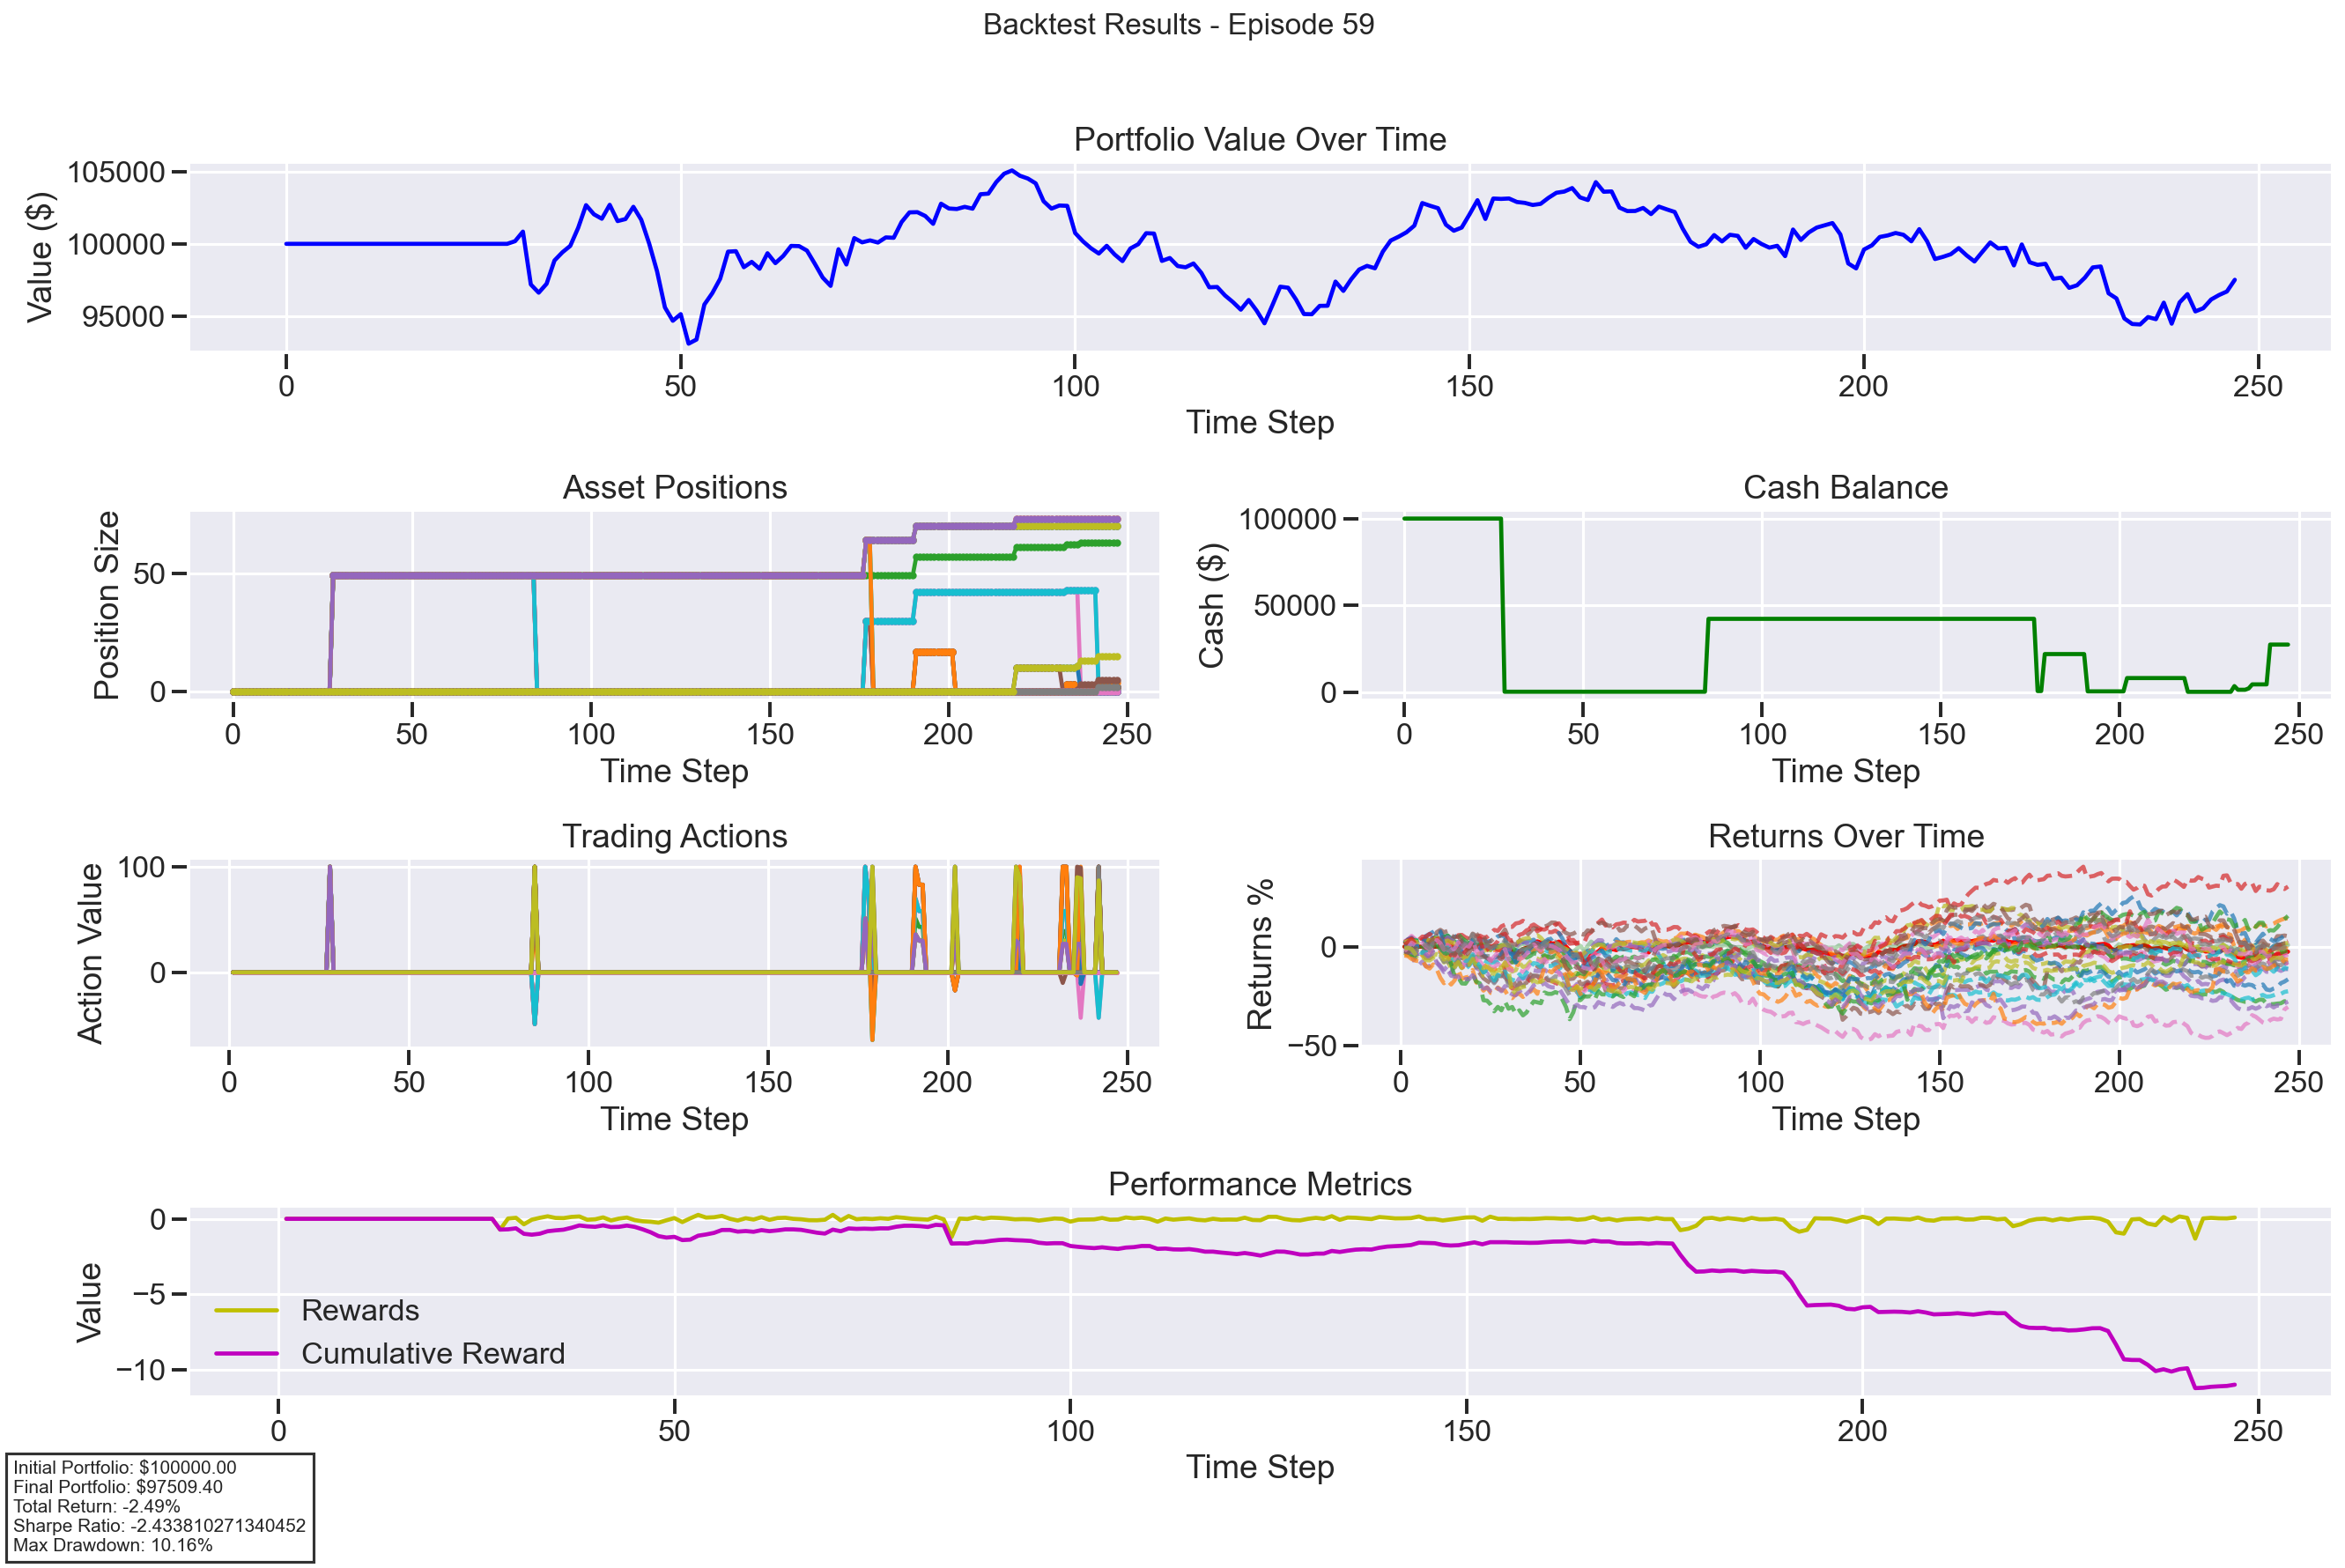 Backtest Results - Episode 59
Portfolio Value Over Time
Value ($)
105000
100000
95000
0 50 100 150 200 250
Time Step
Asset Positions
Position Size
50
0
0 50 100 150 200 250
Time Step
Cash Balance
Cash ($)
100000
50000
0
0 50 100 150 200 250
Time Step
Trading Actions
Action Value
100
0
0 50 100 150 200 250
Time Step
Returns Over Time
Returns %
0
−50
0 50 100 150 200 250
Time Step
Performance Metrics
Value
0
−5
−10
Rewards
Cumulative Reward
0 50 100 150 200 250
Time Step
Initial Portfolio: $100000.00
Final Portfolio: $97509.40
Total Return: -2.49%
Sharpe Ratio: -2.433810271340452
Max Drawdown: 10.16%